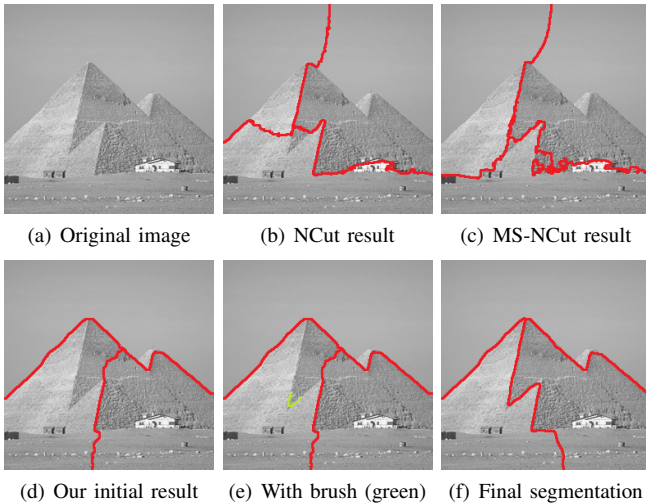 (a) Original image
(b) NCut result
(c) MS-NCut result
(d) Our initial result
(e) With brush (green)
(f) Final segmentation